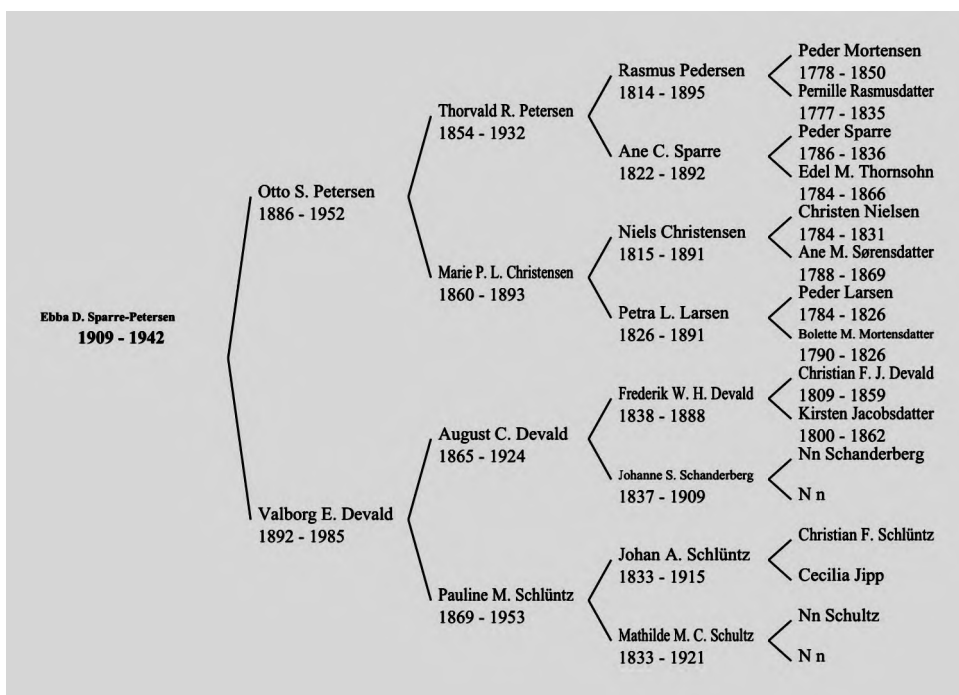 Ebba D. Sparre-Petersen
1909 - 1942
Otto S. Petersen
1886 - 1952
Valborg E. Devald
1892 - 1985
Thorvald R. Petersen
1854 - 1932
Marie P. L. Christensen
1860 - 1893
August C. Devald
1865 - 1924
Pauline M. Schlüntz
1869 - 1953
Rasmus Pedersen
1814 - 1895
Ane C. Sparre
1822 - 1892
Niels Christensen
1815 - 1891
Petra L. Larsen
1826 - 1891
Frederik W. H. Devald
1838 - 1888
Johanne S. Schanderberg
1837 - 1909
Johan A. Schlüntz
1833 - 1915
Mathilde M. C. Schultz
1833 - 1921
Peder Mortensen
1778 - 1850
Pernille Rasmusdatter
1777 - 1835
Peder Sparre
1786 - 1836
Edel M. Thornsohn
1784 - 1866
Christen Nielsen
1784 - 1831
Ane M. Sørensdatter
1788 - 1869
Peder Larsen
1784 - 1826
Bolette M. Mortensdatter
1790 - 1826
Christian F. J. Devald
1809 - 1859
Kirsten Jacobsdatter
1800 - 1862
Nn Schanderberg
N n
Christian F. Schlüntz
Cecilia Jipp
Nn Schultz
N n